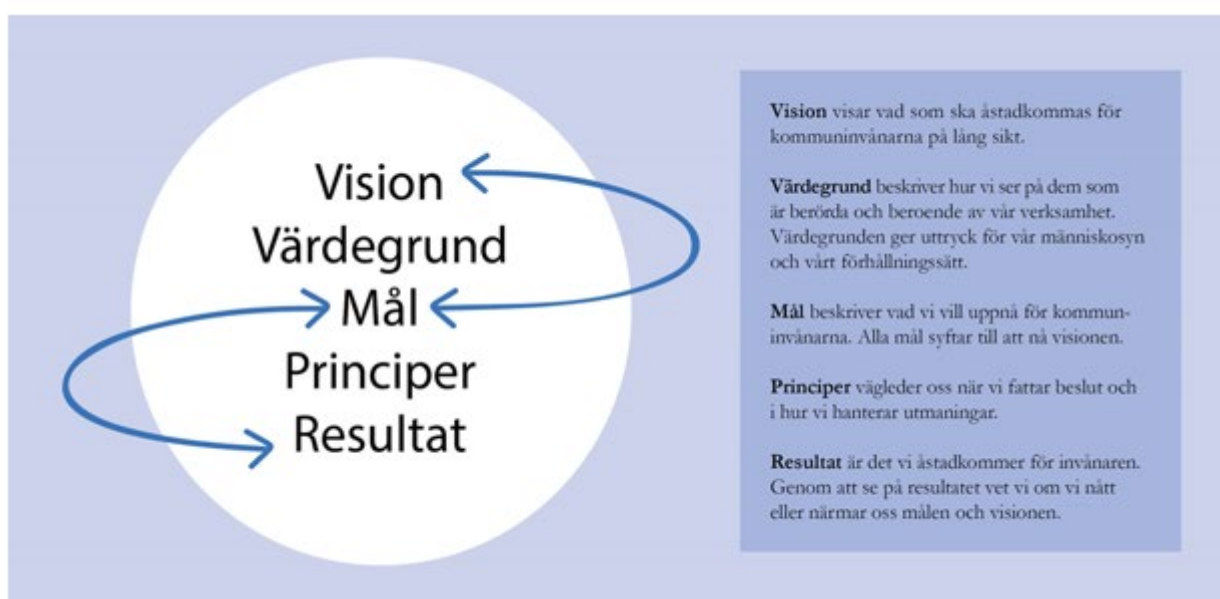 Vision
Värdegrund
Mål
Principer
Resultat
Vision visar vad som ska åstadkommas för
kommuninvånarna på lång sikt.
Värdegrund beskriver hur vi ser på dem som
är berörda och beroende av vår verksamhet.
Värdegrunden ger uttryck för vår människosyn
och vårt förhållningssätt.
Mål beskriver vad vi vill uppnå för kommun-
invånarna. Alla mål syftar till att nå visionen.
Principer vägleder oss när vi fattar beslut och
i hur vi hanterar utmaningar.
Resultat är det vi åstadkommer för invånaren.
Genom att se på resultatet vet vi om vi nått
eller närmar oss målen och visionen.